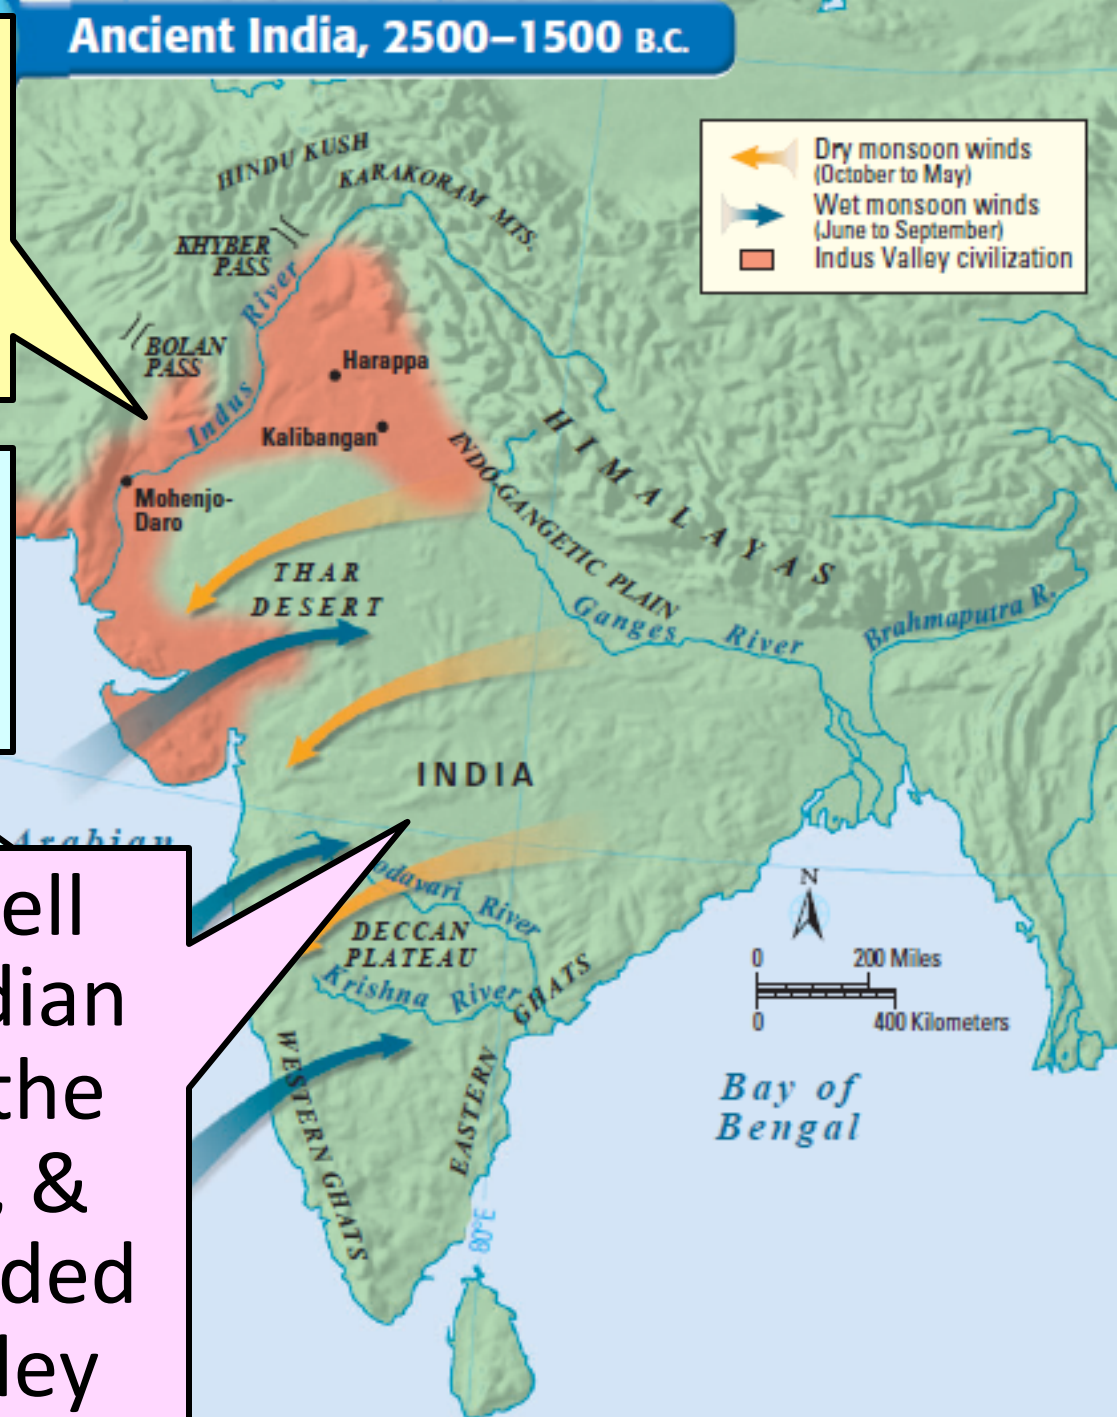 Ancient India, 2500–1500 B.C.
Dry monsoon winds
(October to May)
Wet monsoon winds
(June to September)
Indus Valley civilization
HINDU KUSH
KARAKORAM MTS.
KHYBER
PASS
BOLAN
PASS
Indus River
Harappa
Kalibangan
Mohenjo-
Daro
HIMALAYAS
INDO-GANGETIC PLAIN
THAR
DESERT
Ganges River
Brahmaputra R.
INDIA
Arabian
odavari River
DECCAN
PLATEAU
Krishna River
EASTERN GHATS
WESTERN GHATS
N
0 200 Miles
0 400 Kilometers
Bay of
Bengal
80°E
ell
dian
the
, &
ded
ley